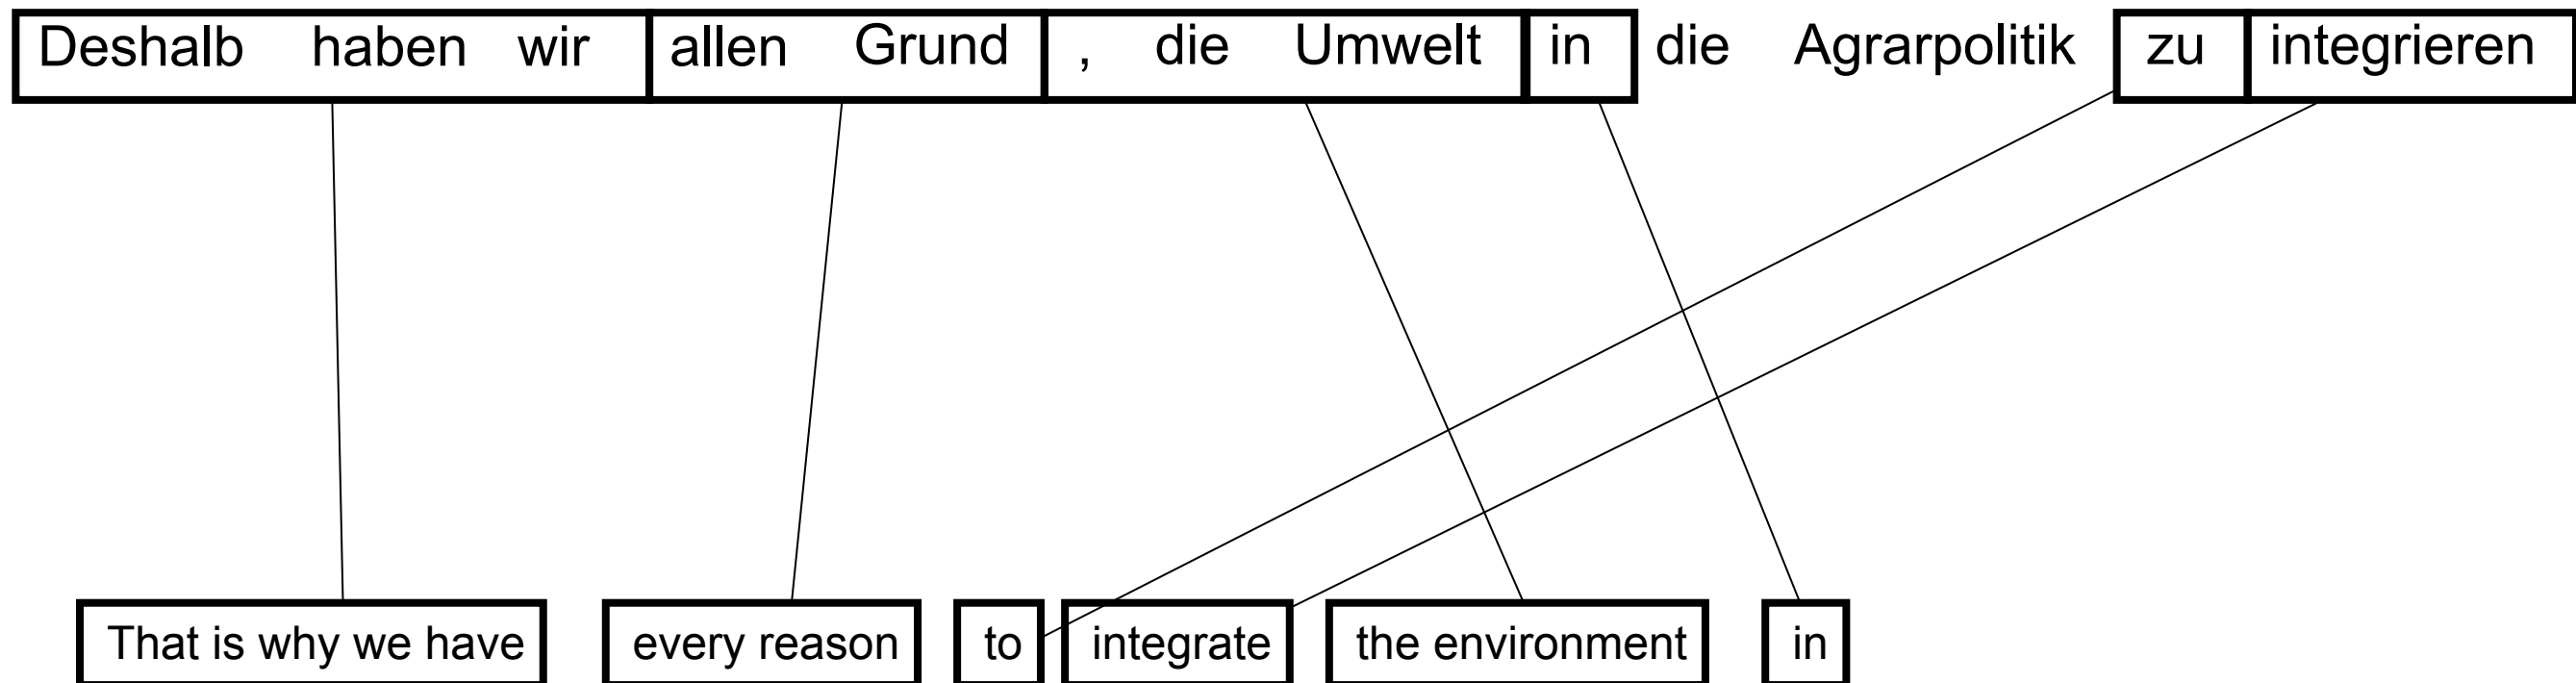 Deshalb haben wir allen Grund , die Umwelt in die Agrarpolitik zu integrieren
That is why we have every reason to integrate the environment in